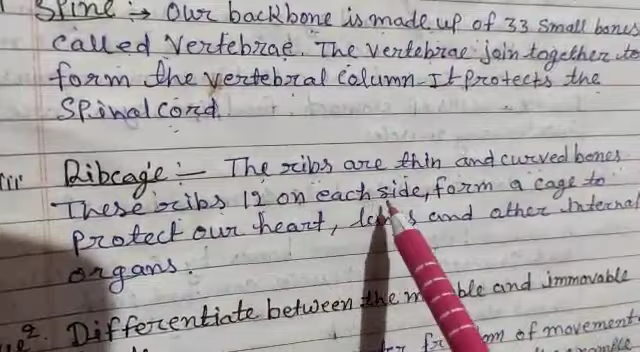 Spine :→ Our backbone is made up of 33 small bones
called vertebrae. The vertebrae join together to
form the vertebral column. It protects the
spinal cord.
iii Ribcage :- The ribs are thin and curved bones
These ribs 12 on each side, form a cage to
protect our heart, and other internal
organs.
Differentiate between the and immovable
of movement